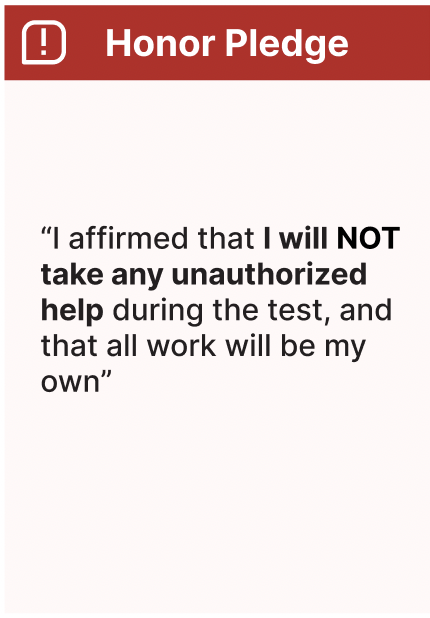 Honor Pledge
“I affirmed that I will NOT
take any unauthorized
help during the test, and
that all work will be my
own”